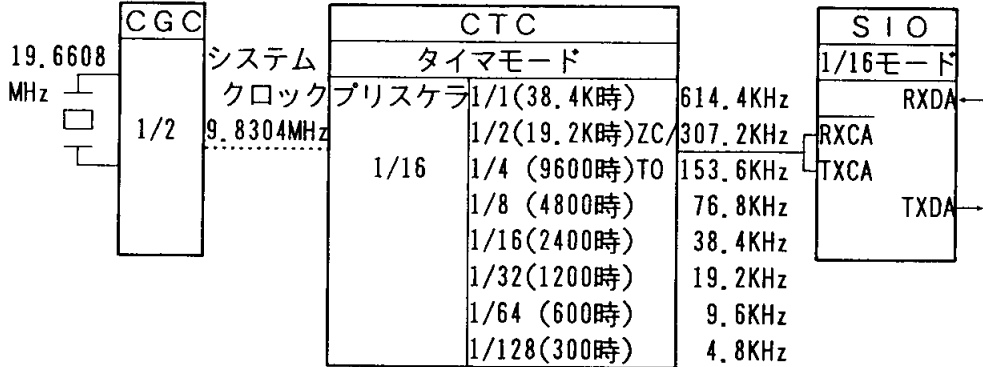 CGC
CTC
SIO
19.6608
MHz
1/2
システム
クロック
9.8304MHz
タイマモード
プリスケラ
1/16
1/1(38.4K時) 614.4KHz
1/2(19.2K時)ZC/ 307.2KHz
1/4 (9600時)TO 153.6KHz
1/8 (4800時) 76.8KHz
1/16(2400時) 38.4KHz
1/32(1200時) 19.2KHz
1/64 (600時) 9.6KHz
1/128(300時) 4.8KHz
1/16モード
RXDA
RXCA
TXCA
TXDA